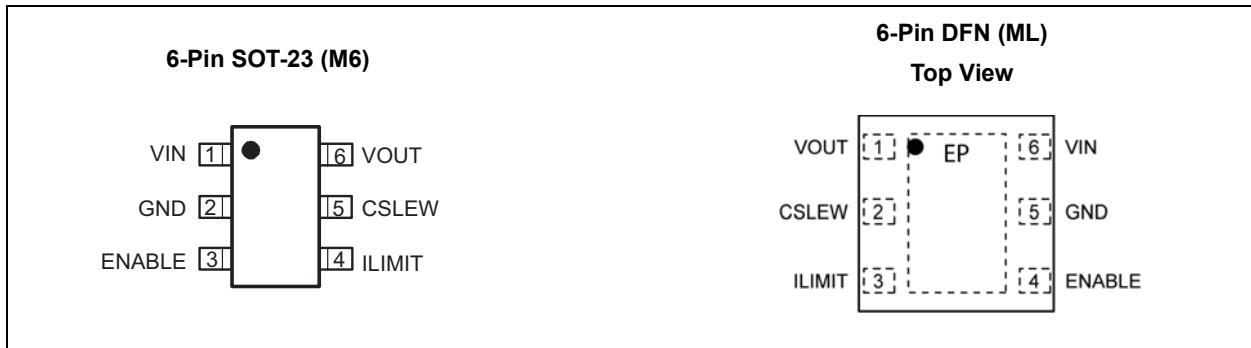 6-Pin SOT-23 (M6)
VIN 1 6 VOUT
GND 2 5 CSLEW
ENABLE 3 4 ILIMIT
6-Pin DFN (ML)
Top View
VOUT 1 EP 6 VIN
CSLEW 2 5 GND
ILIMIT 3 4 ENABLE